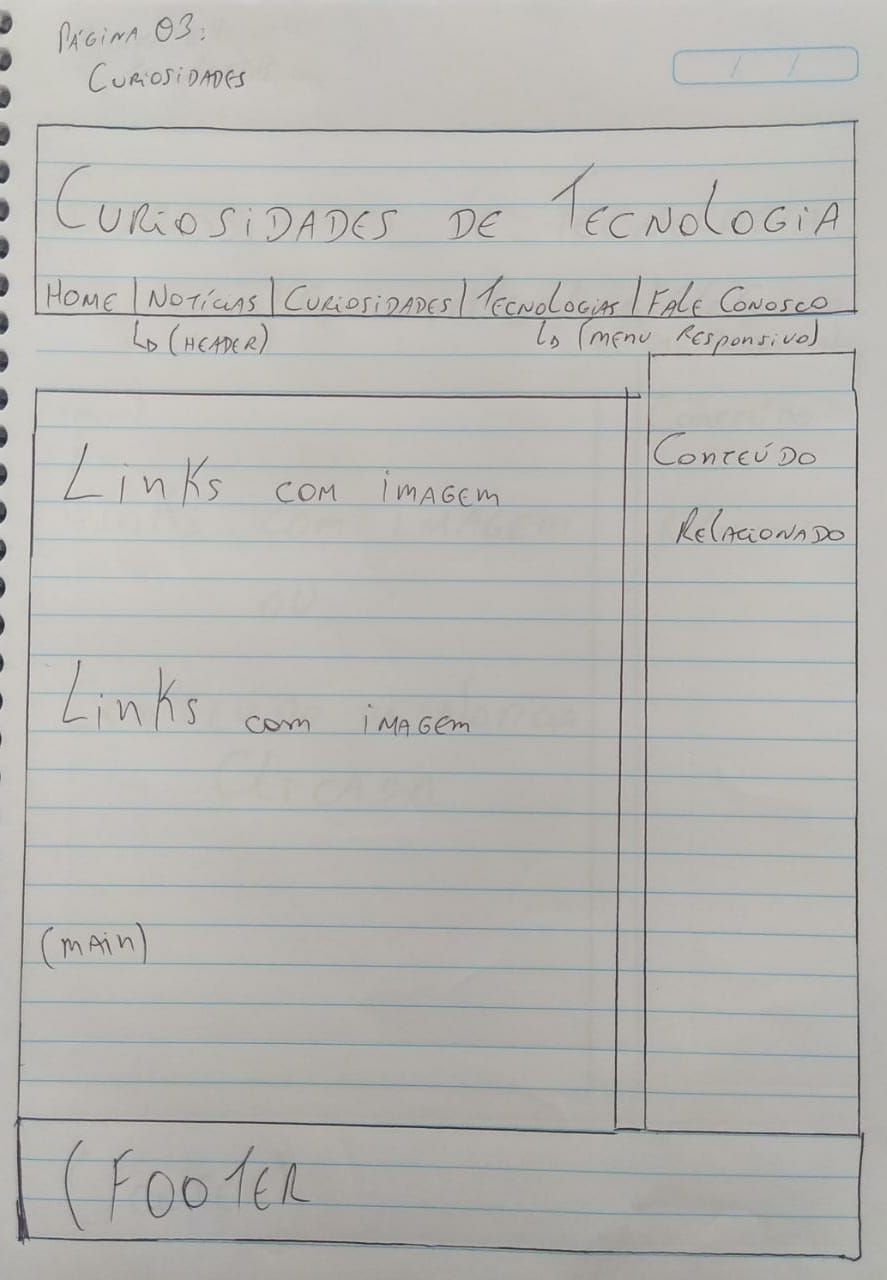 PÁGINA 03:
CURIOSIDADES
/ /
CURIOSIDADES DE TECNOLOGIA
HOME | NOTÍCIAS | CURIOSIDADES | TECNOLOGIAS | FALE CONOSCO
↳ (HEADER) ↳ (MENU RESPONSIVO)
LINKS COM IMAGEM
CONTEÚDO
RELACIONADO
LINKS COM IMAGEM
(MAIN)
(FOOTER